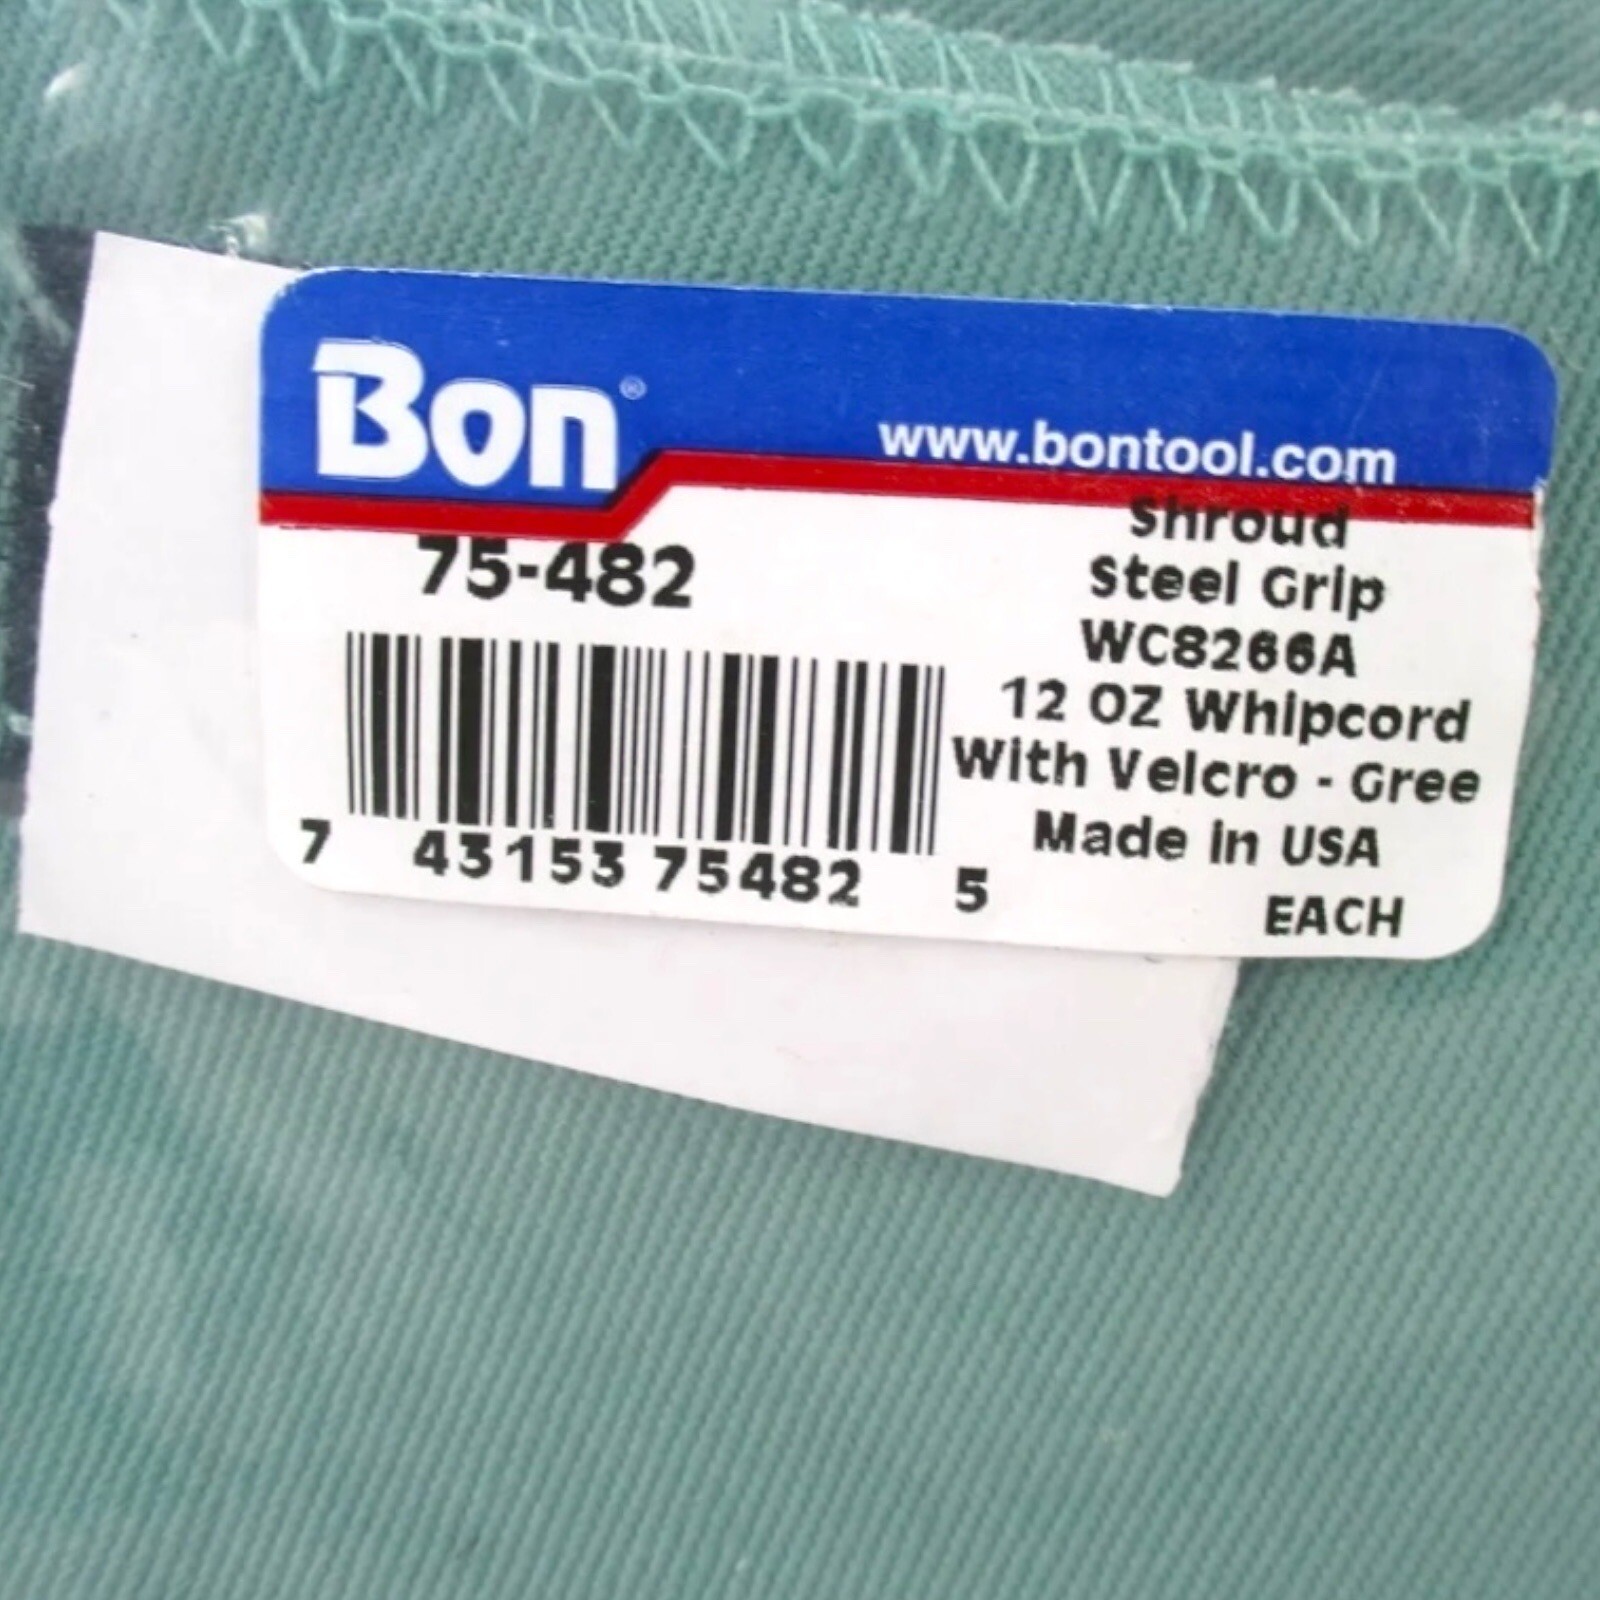 Bon®
www.bontool.com
75-482
Shroud
Steel Grip
WC8266A
12 OZ Whipcord
With Velcro - Gree
Made in USA
EACH
7 43153 75482 5